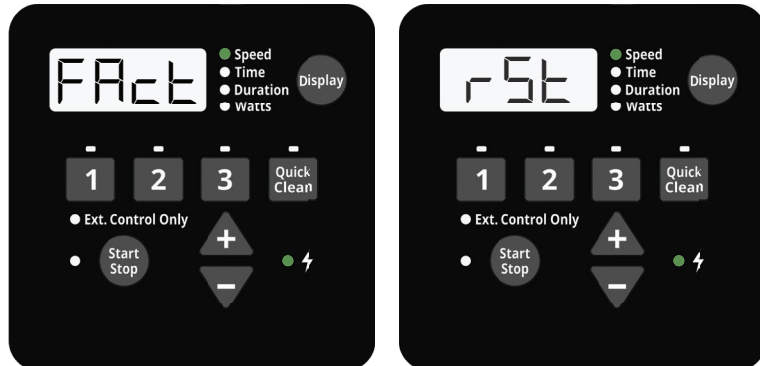 FAct
Speed
Time
Duration
Watts
Display
1 2 3 Quick Clean
Ext. Control Only
+
Start Stop
−
rSt
Speed
Time
Duration
Watts
Display
1 2 3 Quick Clean
Ext. Control Only
+
Start Stop
−